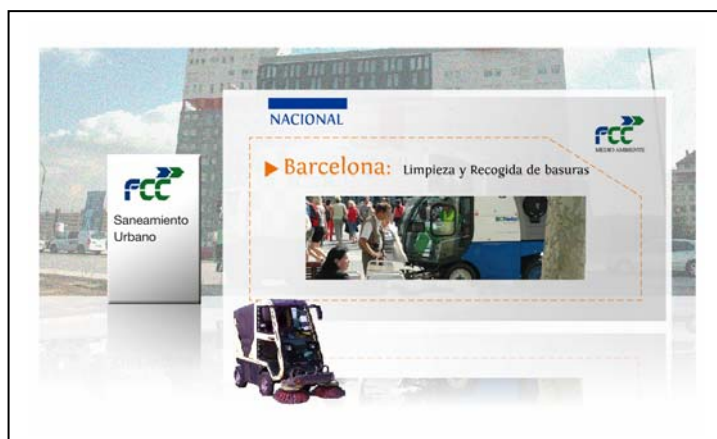 NACIONAL
FCC
MEDIO AMBIENTE
Barcelona: Limpieza y Recogida de basuras
FCC
Saneamiento
Urbano